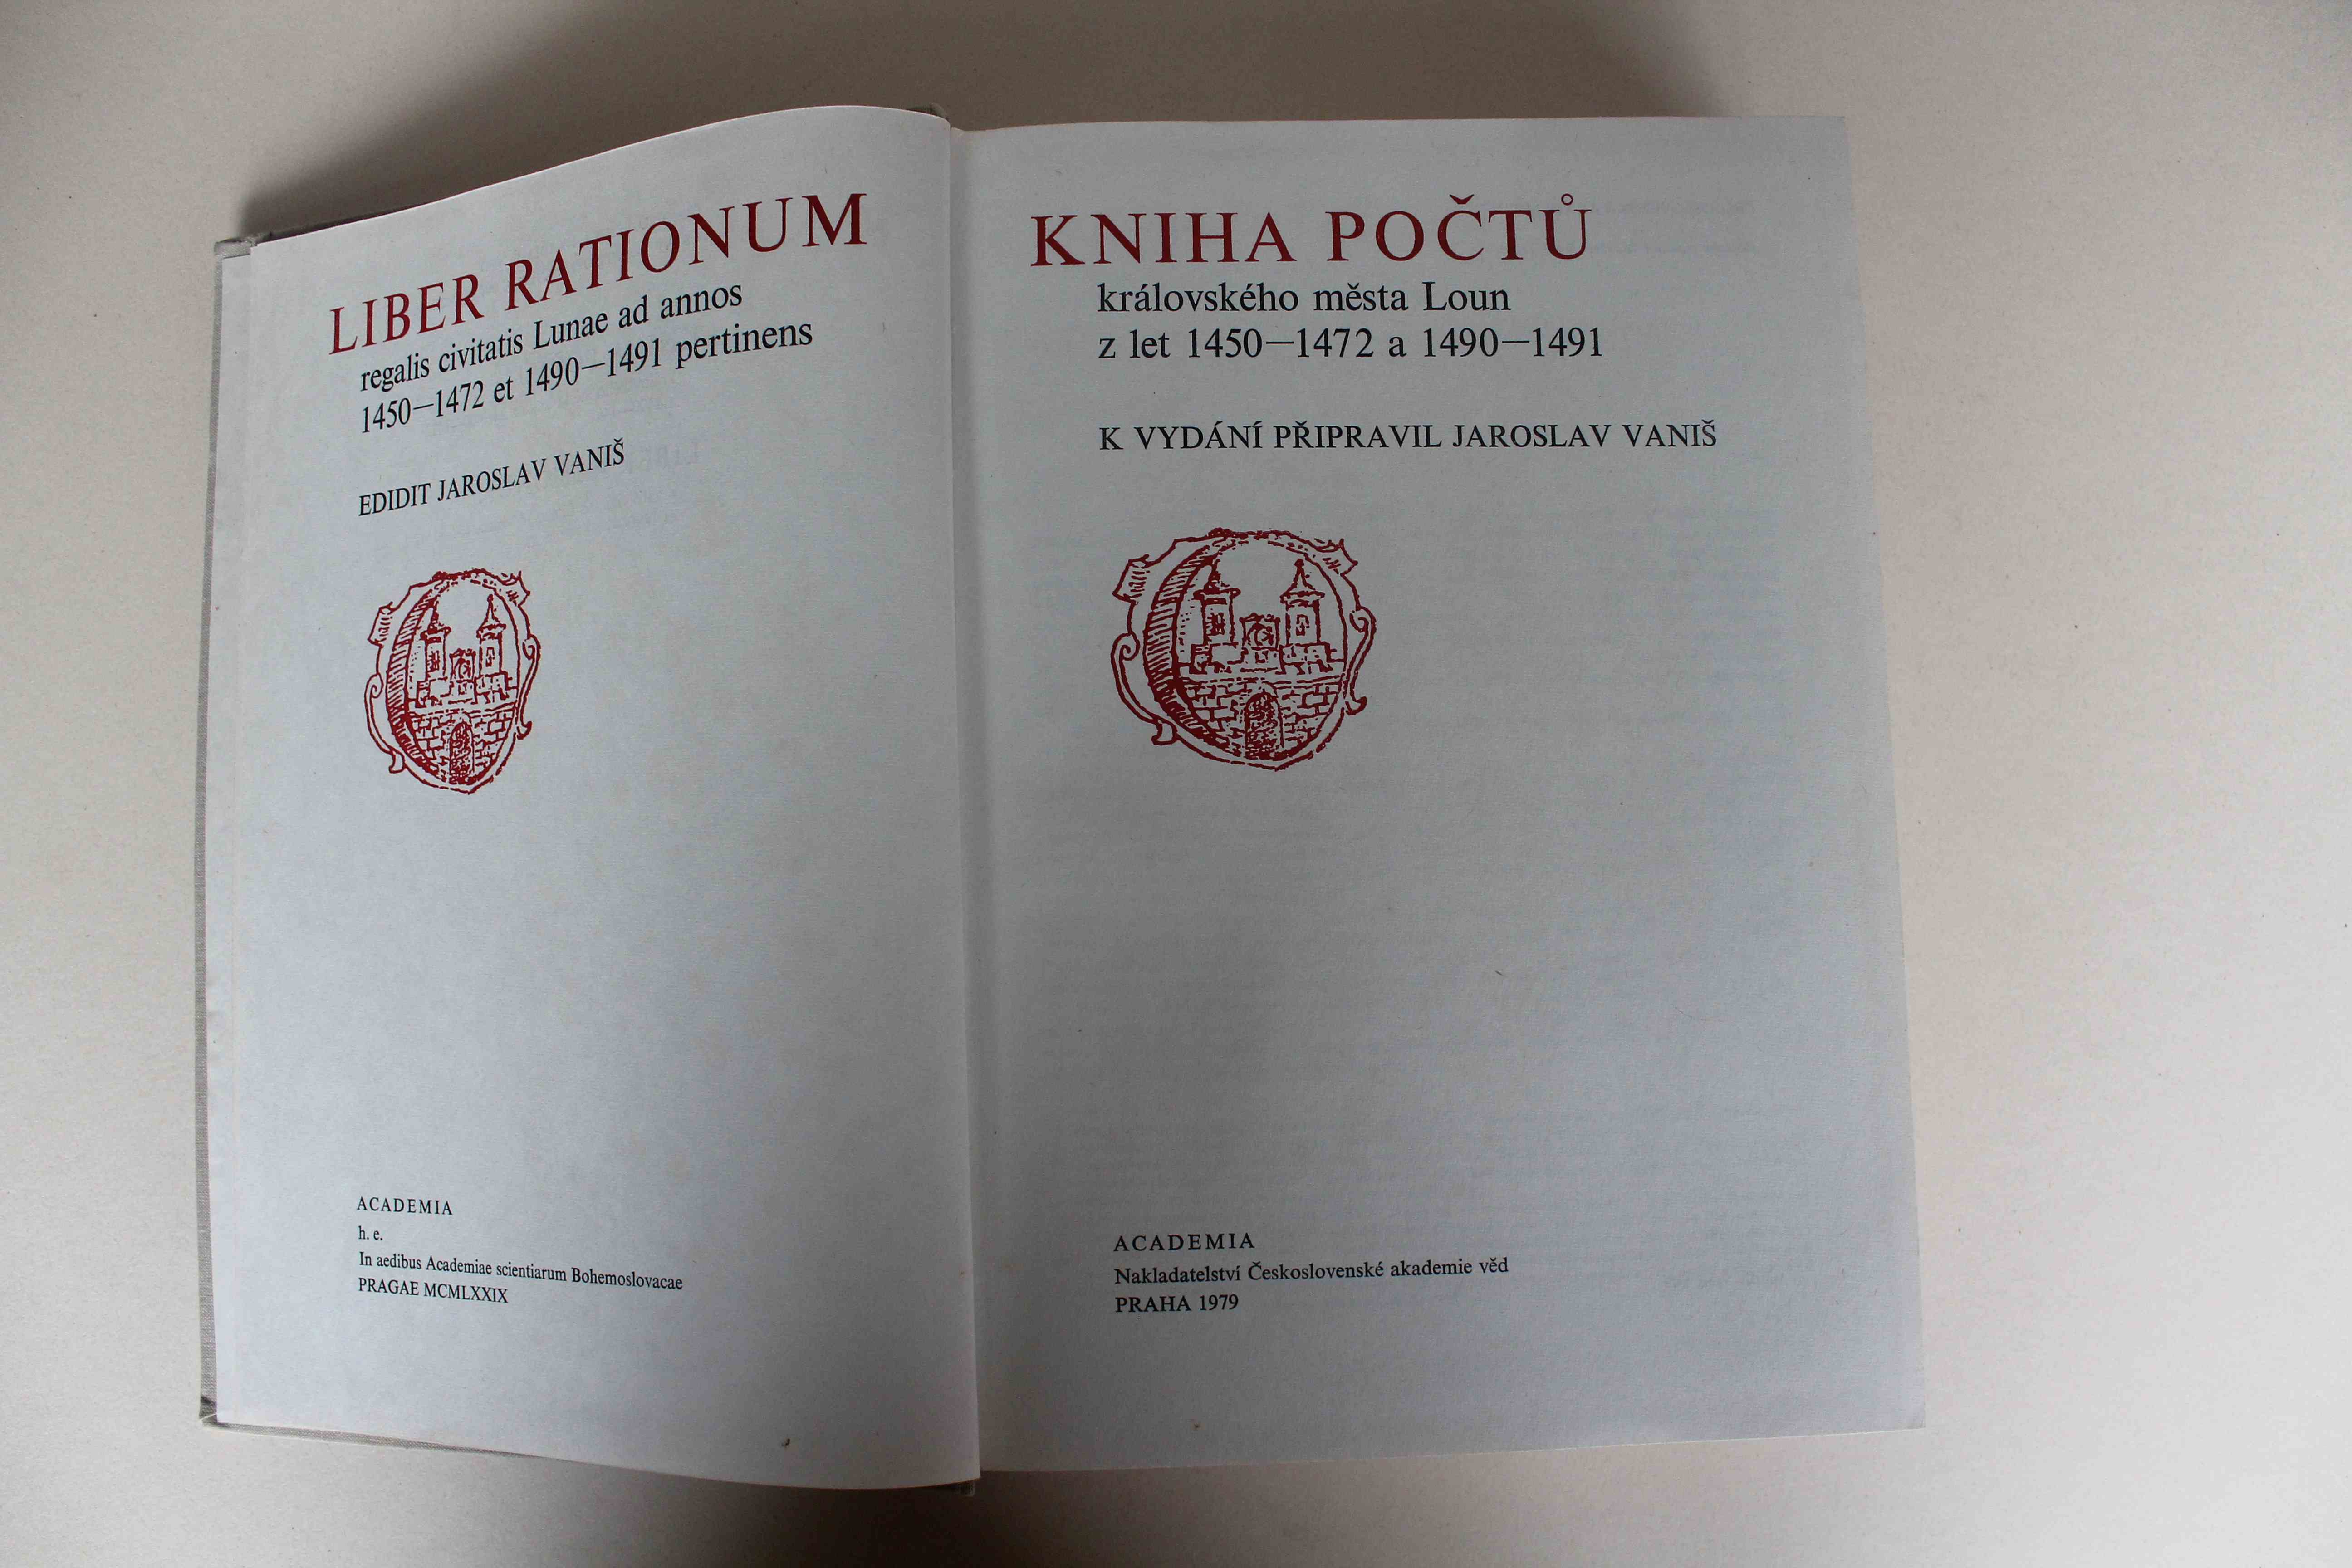 LIBER RATIONUM
regalis civitatis Lunae ad annos
1450—1472 et 1490—1491 pertinens
EDIDIT JAROSLAV VANIŠ
ACADEMIA
h. e.
In aedibus Academiae scientiarum Bohemoslovacae
PRAGAE MCMLXXIX
KNIHA POČTŮ
královského města Loun
z let 1450—1472 a 1490—1491
K VYDÁNÍ PŘIPRAVIL JAROSLAV VANIŠ
ACADEMIA
Nakladatelství Československé akademie věd
PRAHA 1979